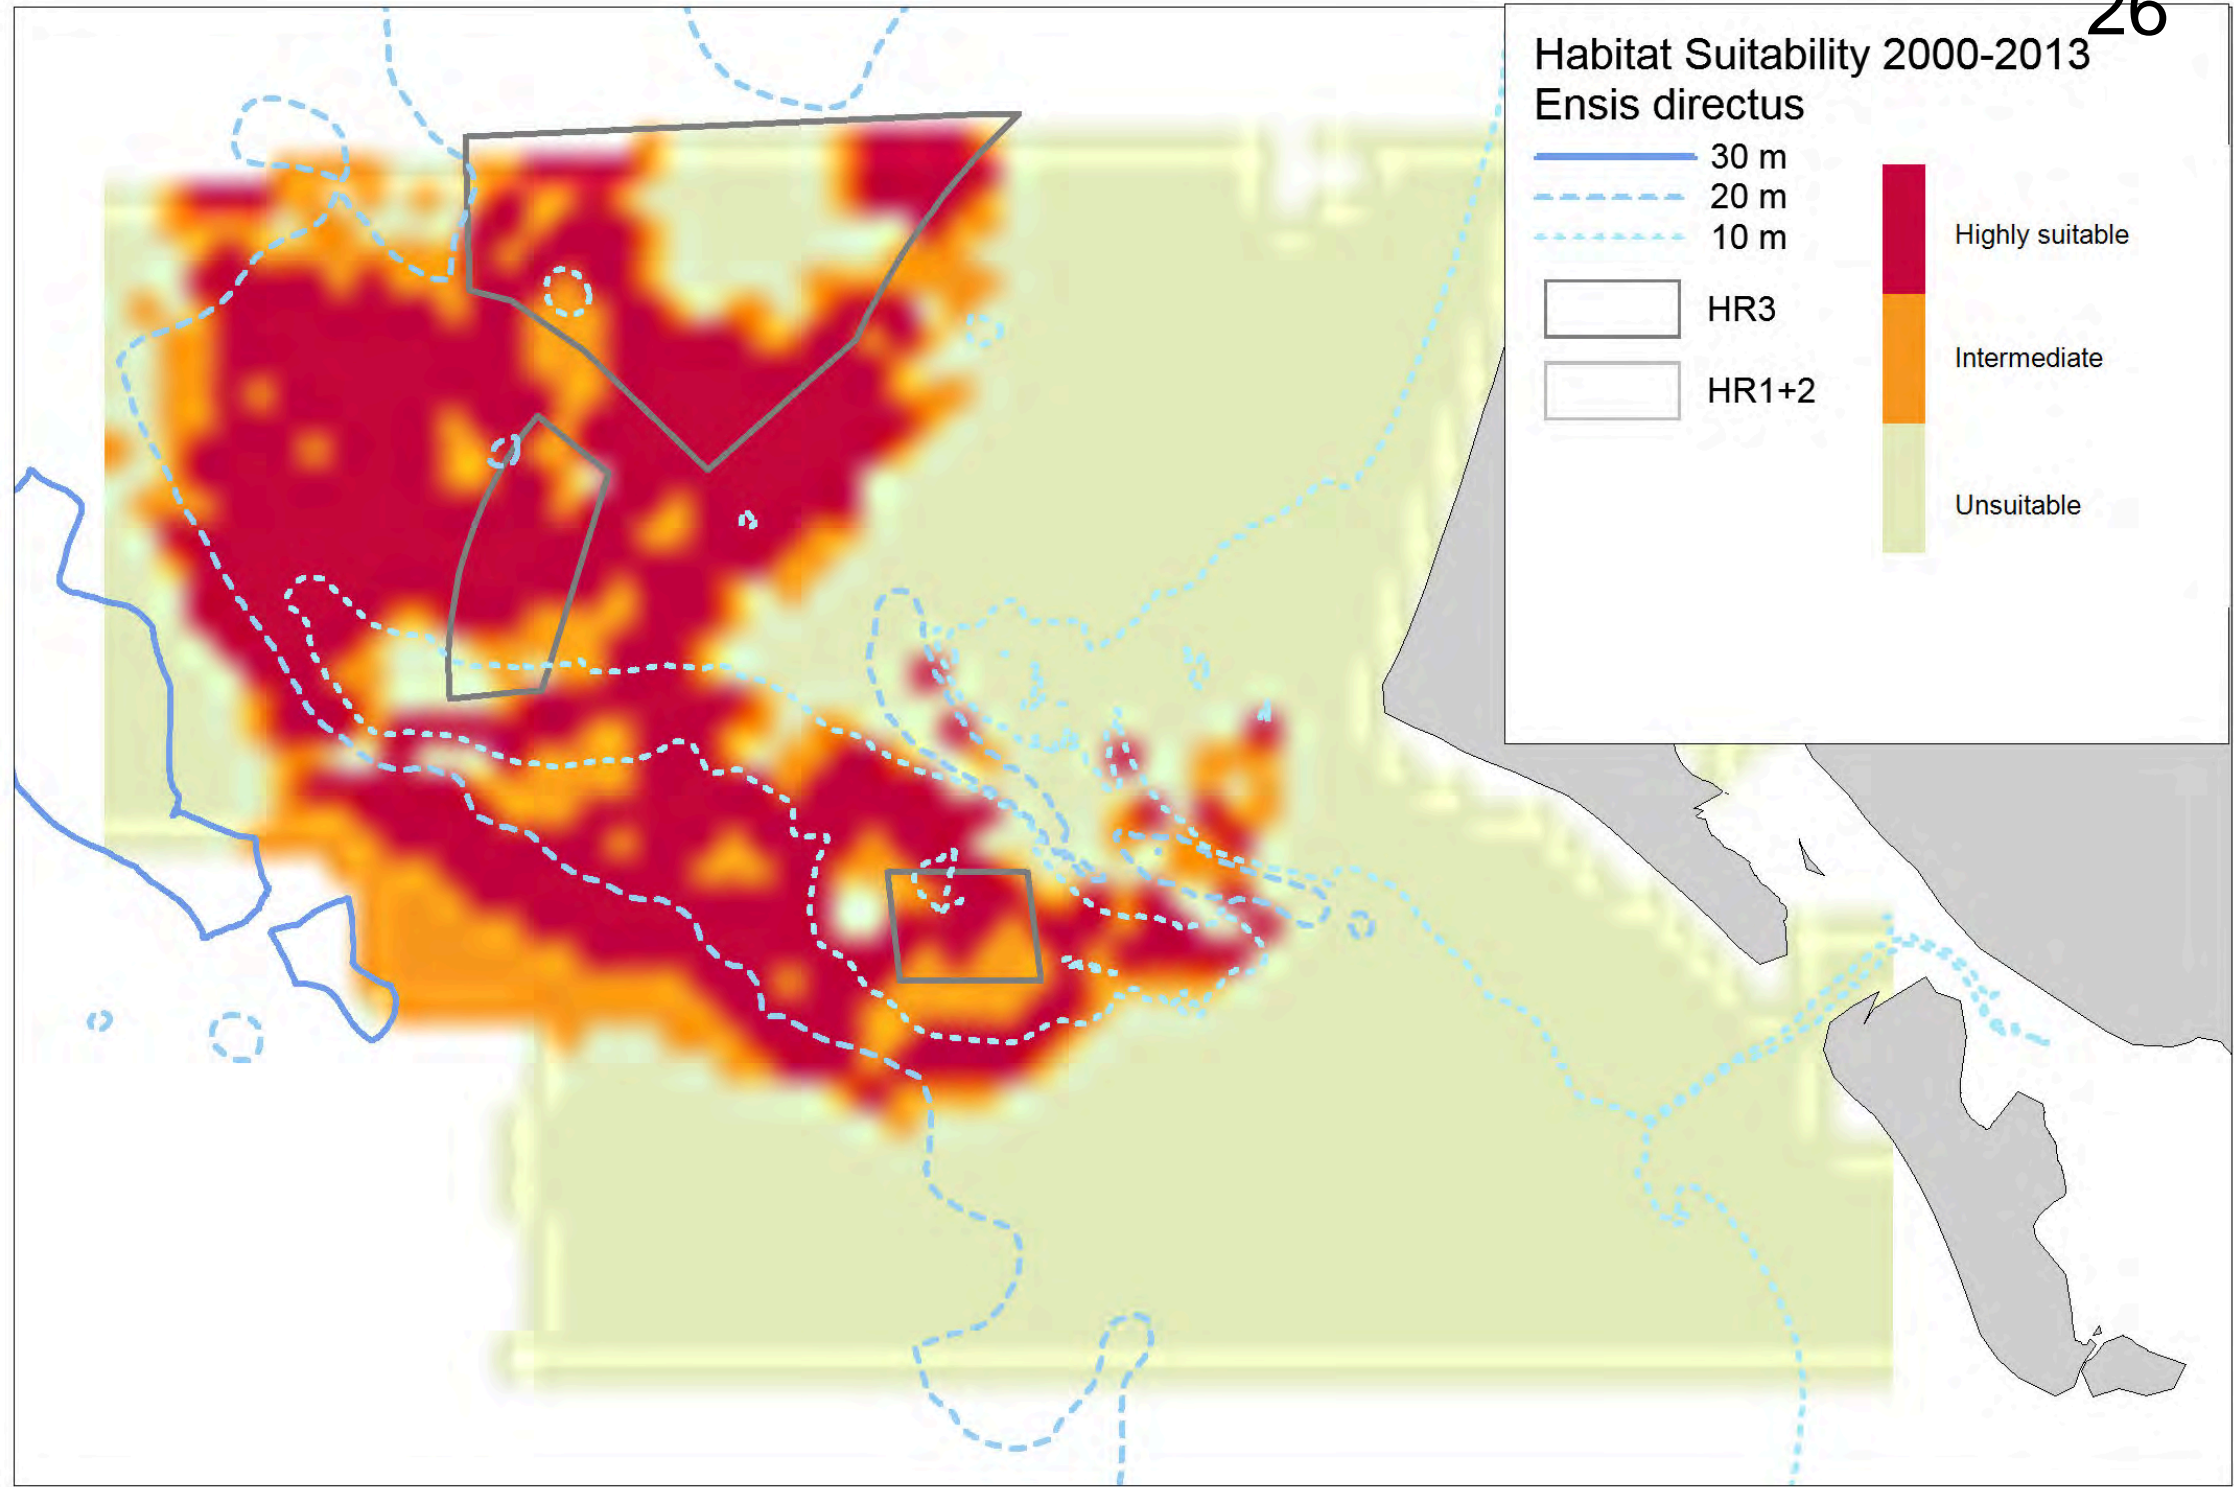 26
Habitat Suitability 2000-2013
Ensis directus
30 m
20 m
10 m
HR3
HR1+2
Highly suitable
Intermediate
Unsuitable